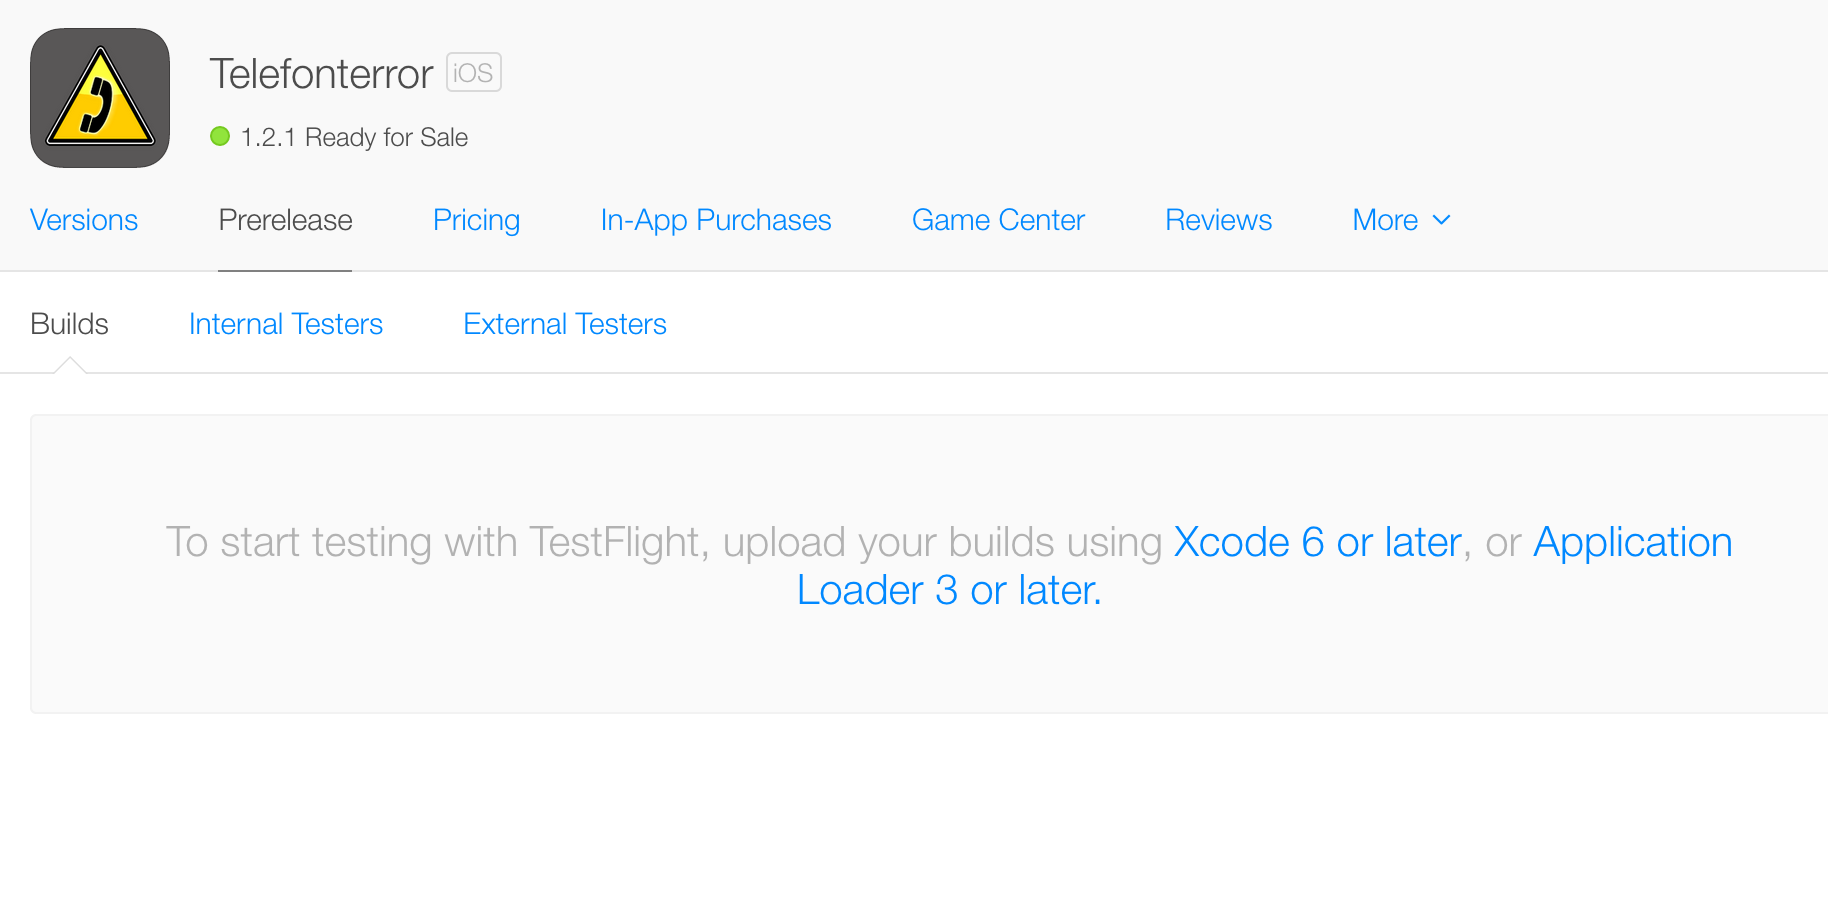 Telefonterror iOS
1.2.1 Ready for Sale
Versions Prerelease Pricing In-App Purchases Game Center Reviews More
Builds Internal Testers External Testers
To start testing with TestFlight, upload your builds using Xcode 6 or later, or Application
Loader 3 or later.